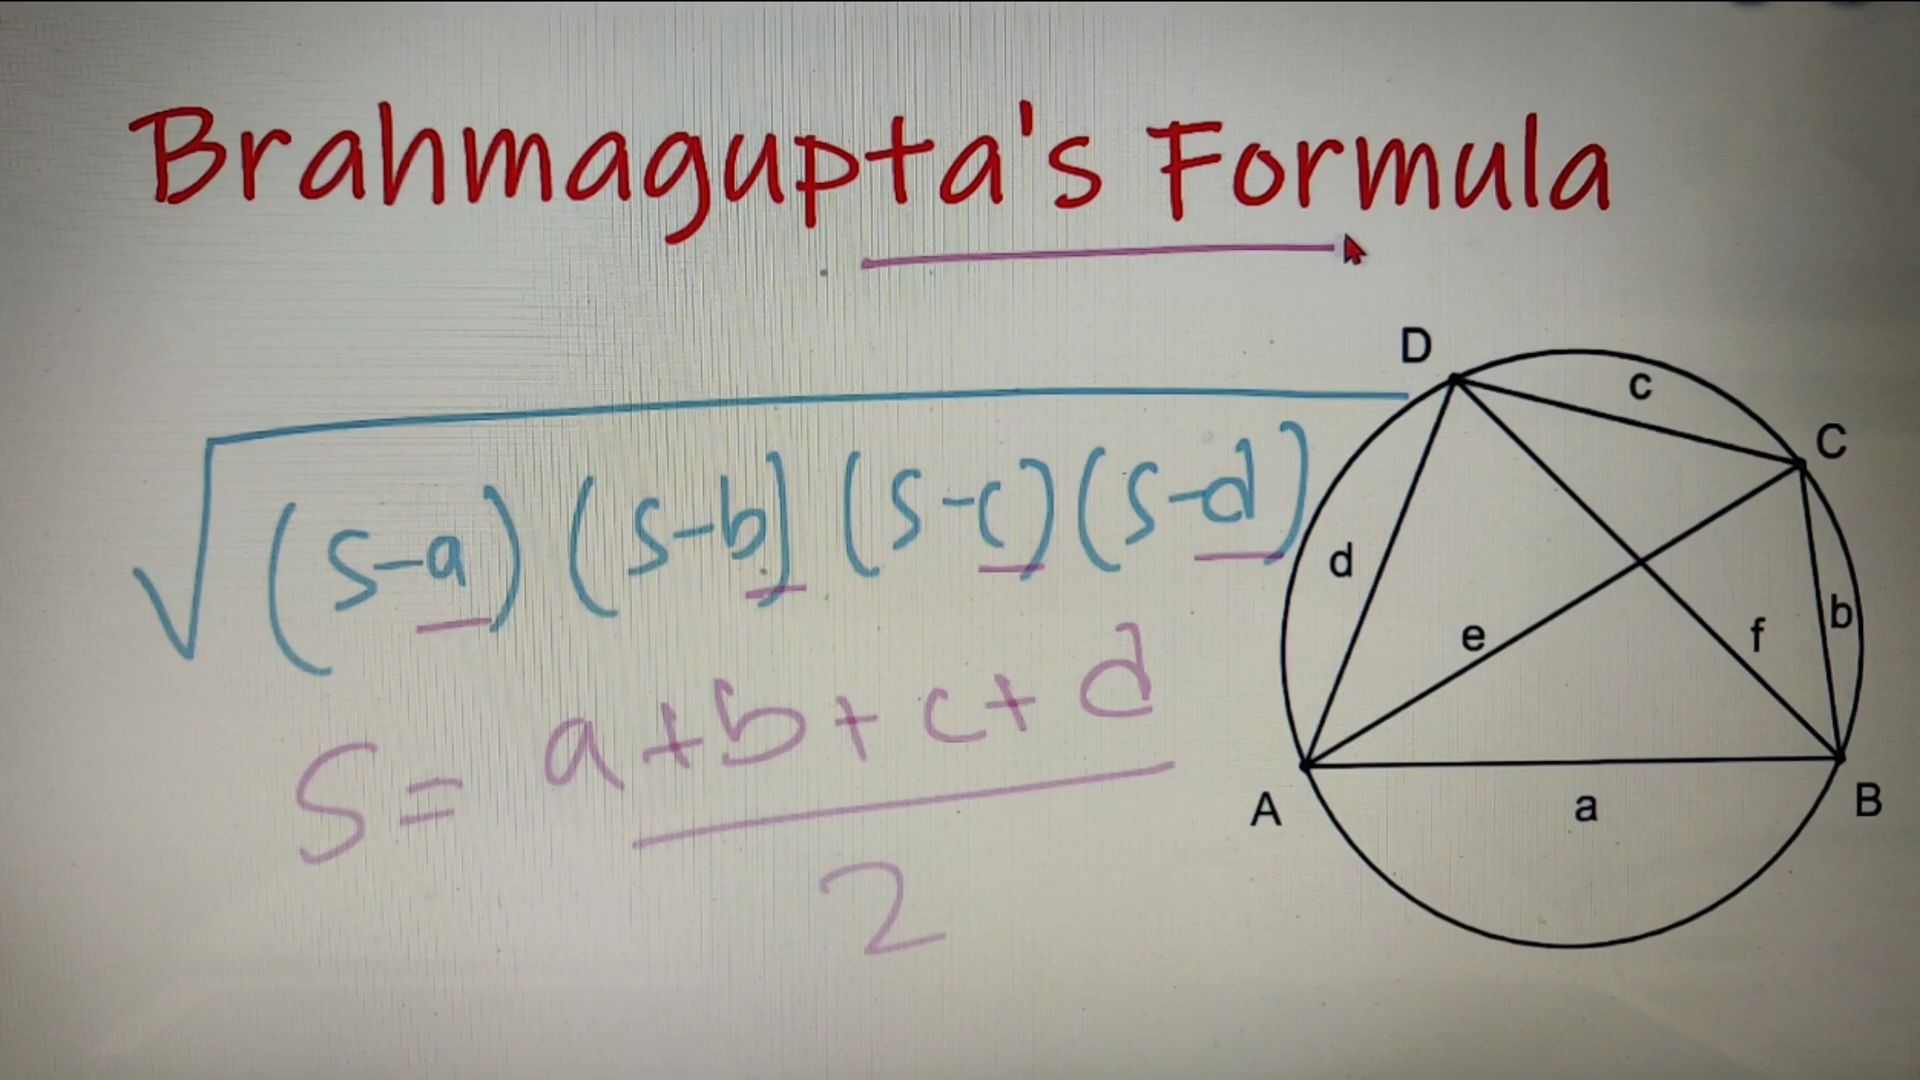 Brahmagupta's Formula
√(s-a) (s-b] (s-c) (s-d)
S = a+b+c+d
2
D
c
C
d
b
e
f
A
a
B